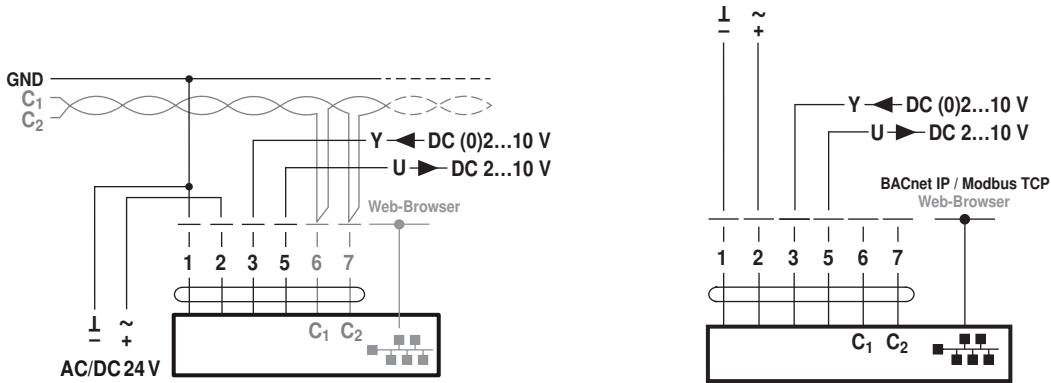 GND
C1
C2
Y DC (0)2...10 V
U DC 2...10 V
Web-Browser
1 2 3 5 6 7
C1 C2
⊥ ~
– +
AC/DC 24 V
⊥ ~
– +
Y DC (0)2...10 V
U DC 2...10 V
BACnet IP / Modbus TCP
Web-Browser
1 2 3 5 6 7
C1 C2